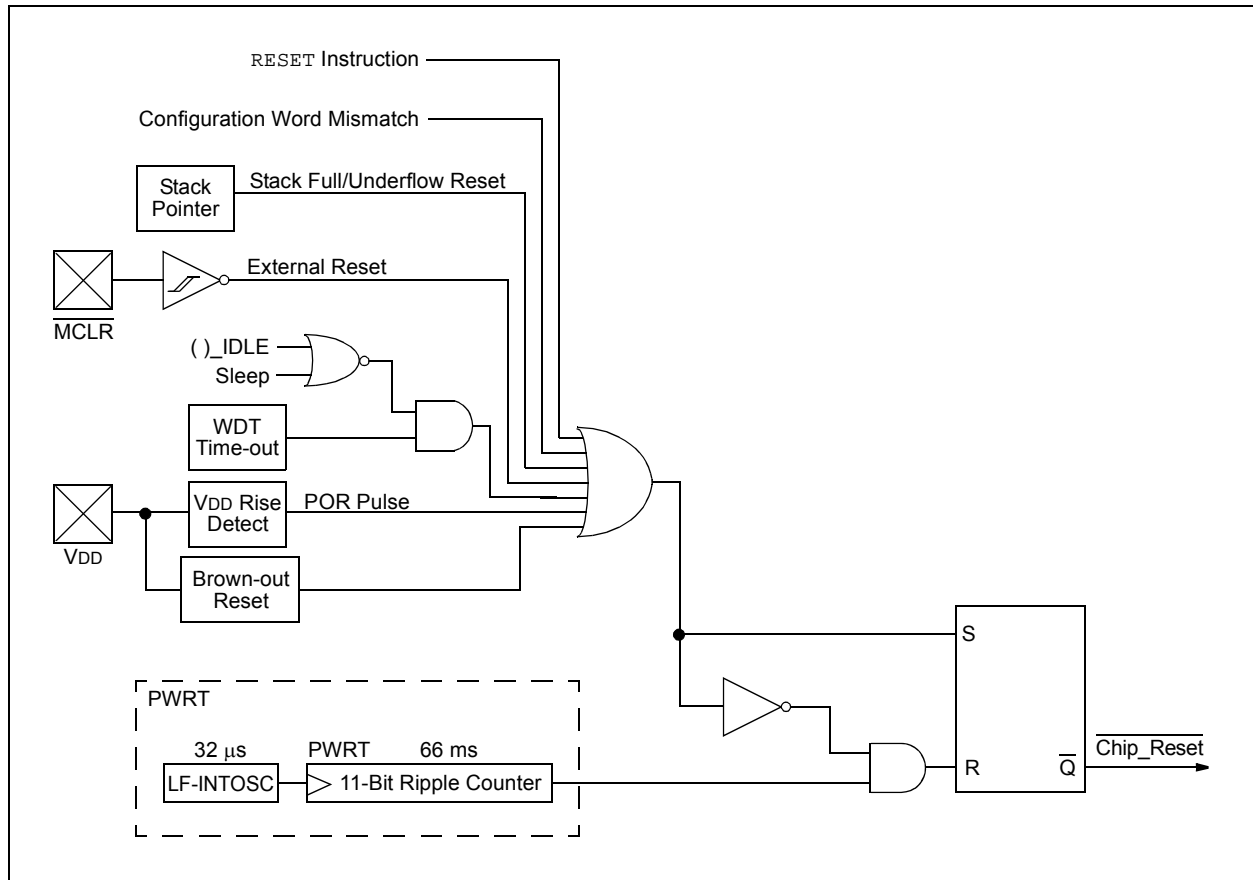 RESET Instruction
Configuration Word Mismatch
Stack
Pointer
Stack Full/Underflow Reset
External Reset
MCLR
( )_IDLE
Sleep
WDT
Time-out
VDD Rise
Detect
POR Pulse
VDD
Brown-out
Reset
S
PWRT
32 μs
PWRT
66 ms
LF-INTOSC
11-Bit Ripple Counter
R
Q
Chip_Reset